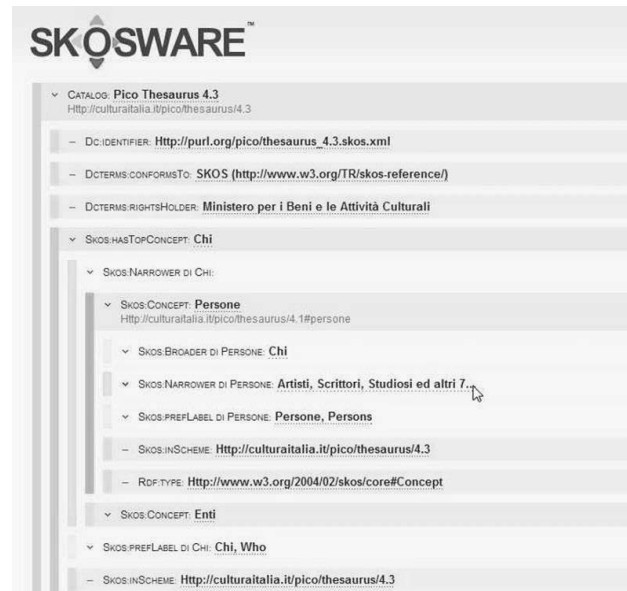 SKOSWARE™
Catalog: Pico Thesaurus 4.3
Http://culturaitalia.it/pico/thesaurus/4.3
Dc:identifier: Http://purl.org/pico/thesaurus_4.3.skos.xml
Dcterms:conformsTo: SKOS (http://www.w3.org/TR/skos-reference/)
Dcterms:rightsHolder: Ministero per i Beni e le Attività Culturali
Skos:hasTopConcept: Chi
Skos:Narrower di Chi:
Skos:Concept: Persone
Http://culturaitalia.it/pico/thesaurus/4.1#persone
Skos:Broader di Persone: Chi
Skos:Narrower di Persone: Artisti, Scrittori, Studiosi ed altri 7...
Skos:prefLabel di Persone: Persone, Persons
Skos:inScheme: Http://culturaitalia.it/pico/thesaurus/4.3
Rdf:type: Http://www.w3.org/2004/02/skos/core#Concept
Skos:Concept: Enti
Skos:prefLabel di Chi: Chi, Who
Skos:inScheme: Http://culturaitalia.it/pico/thesaurus/4.3